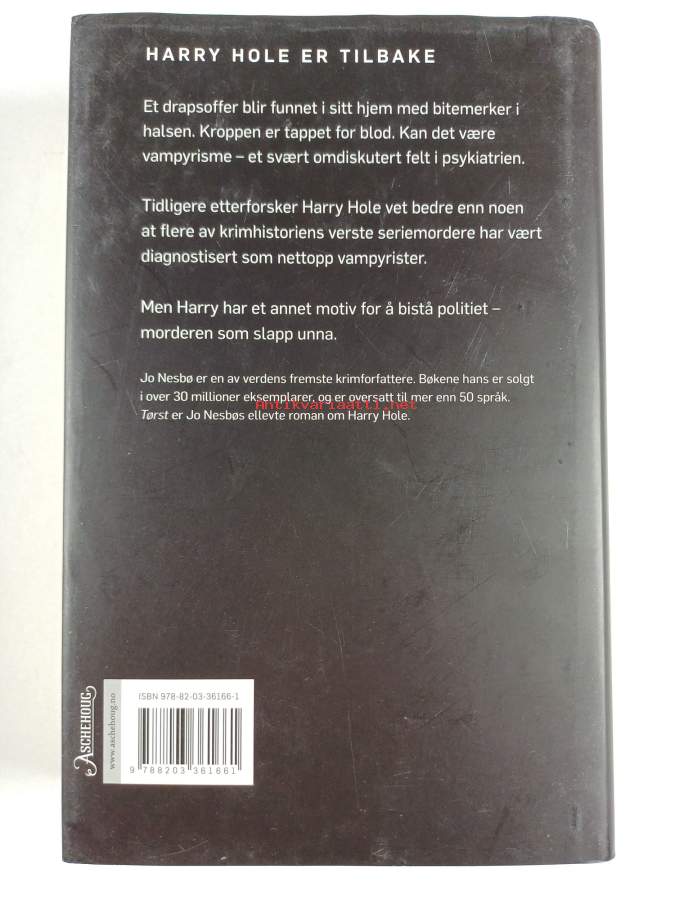 HARRY HOLE ER TILBAKE
Et drapsoffer blir funnet i sitt hjem med bitemerker i
halsen. Kroppen er tappet for blod. Kan det være
vampyrisme – et svært omdiskutert felt i psykiatrien.
Tidligere etterforsker Harry Hole vet bedre enn noen
at flere av krimhistoriens verste seriemordere har vært
diagnostisert som nettopp vampyrister.
Men Harry har et annet motiv for å bistå politiet –
morderen som slapp unna.
Jo Nesbø er en av verdens fremste krimforfattere. Bøkene hans er solgt
i over 30 millioner eksemplarer, og er oversatt til mer enn 50 språk.
Antikvariaatti.net
Tørst er Jo Nesbøs ellevte roman om Harry Hole.
ASCHEHOUG
www.aschehoug.no
ISBN 978-82-03-36166-1
9 788203 361661